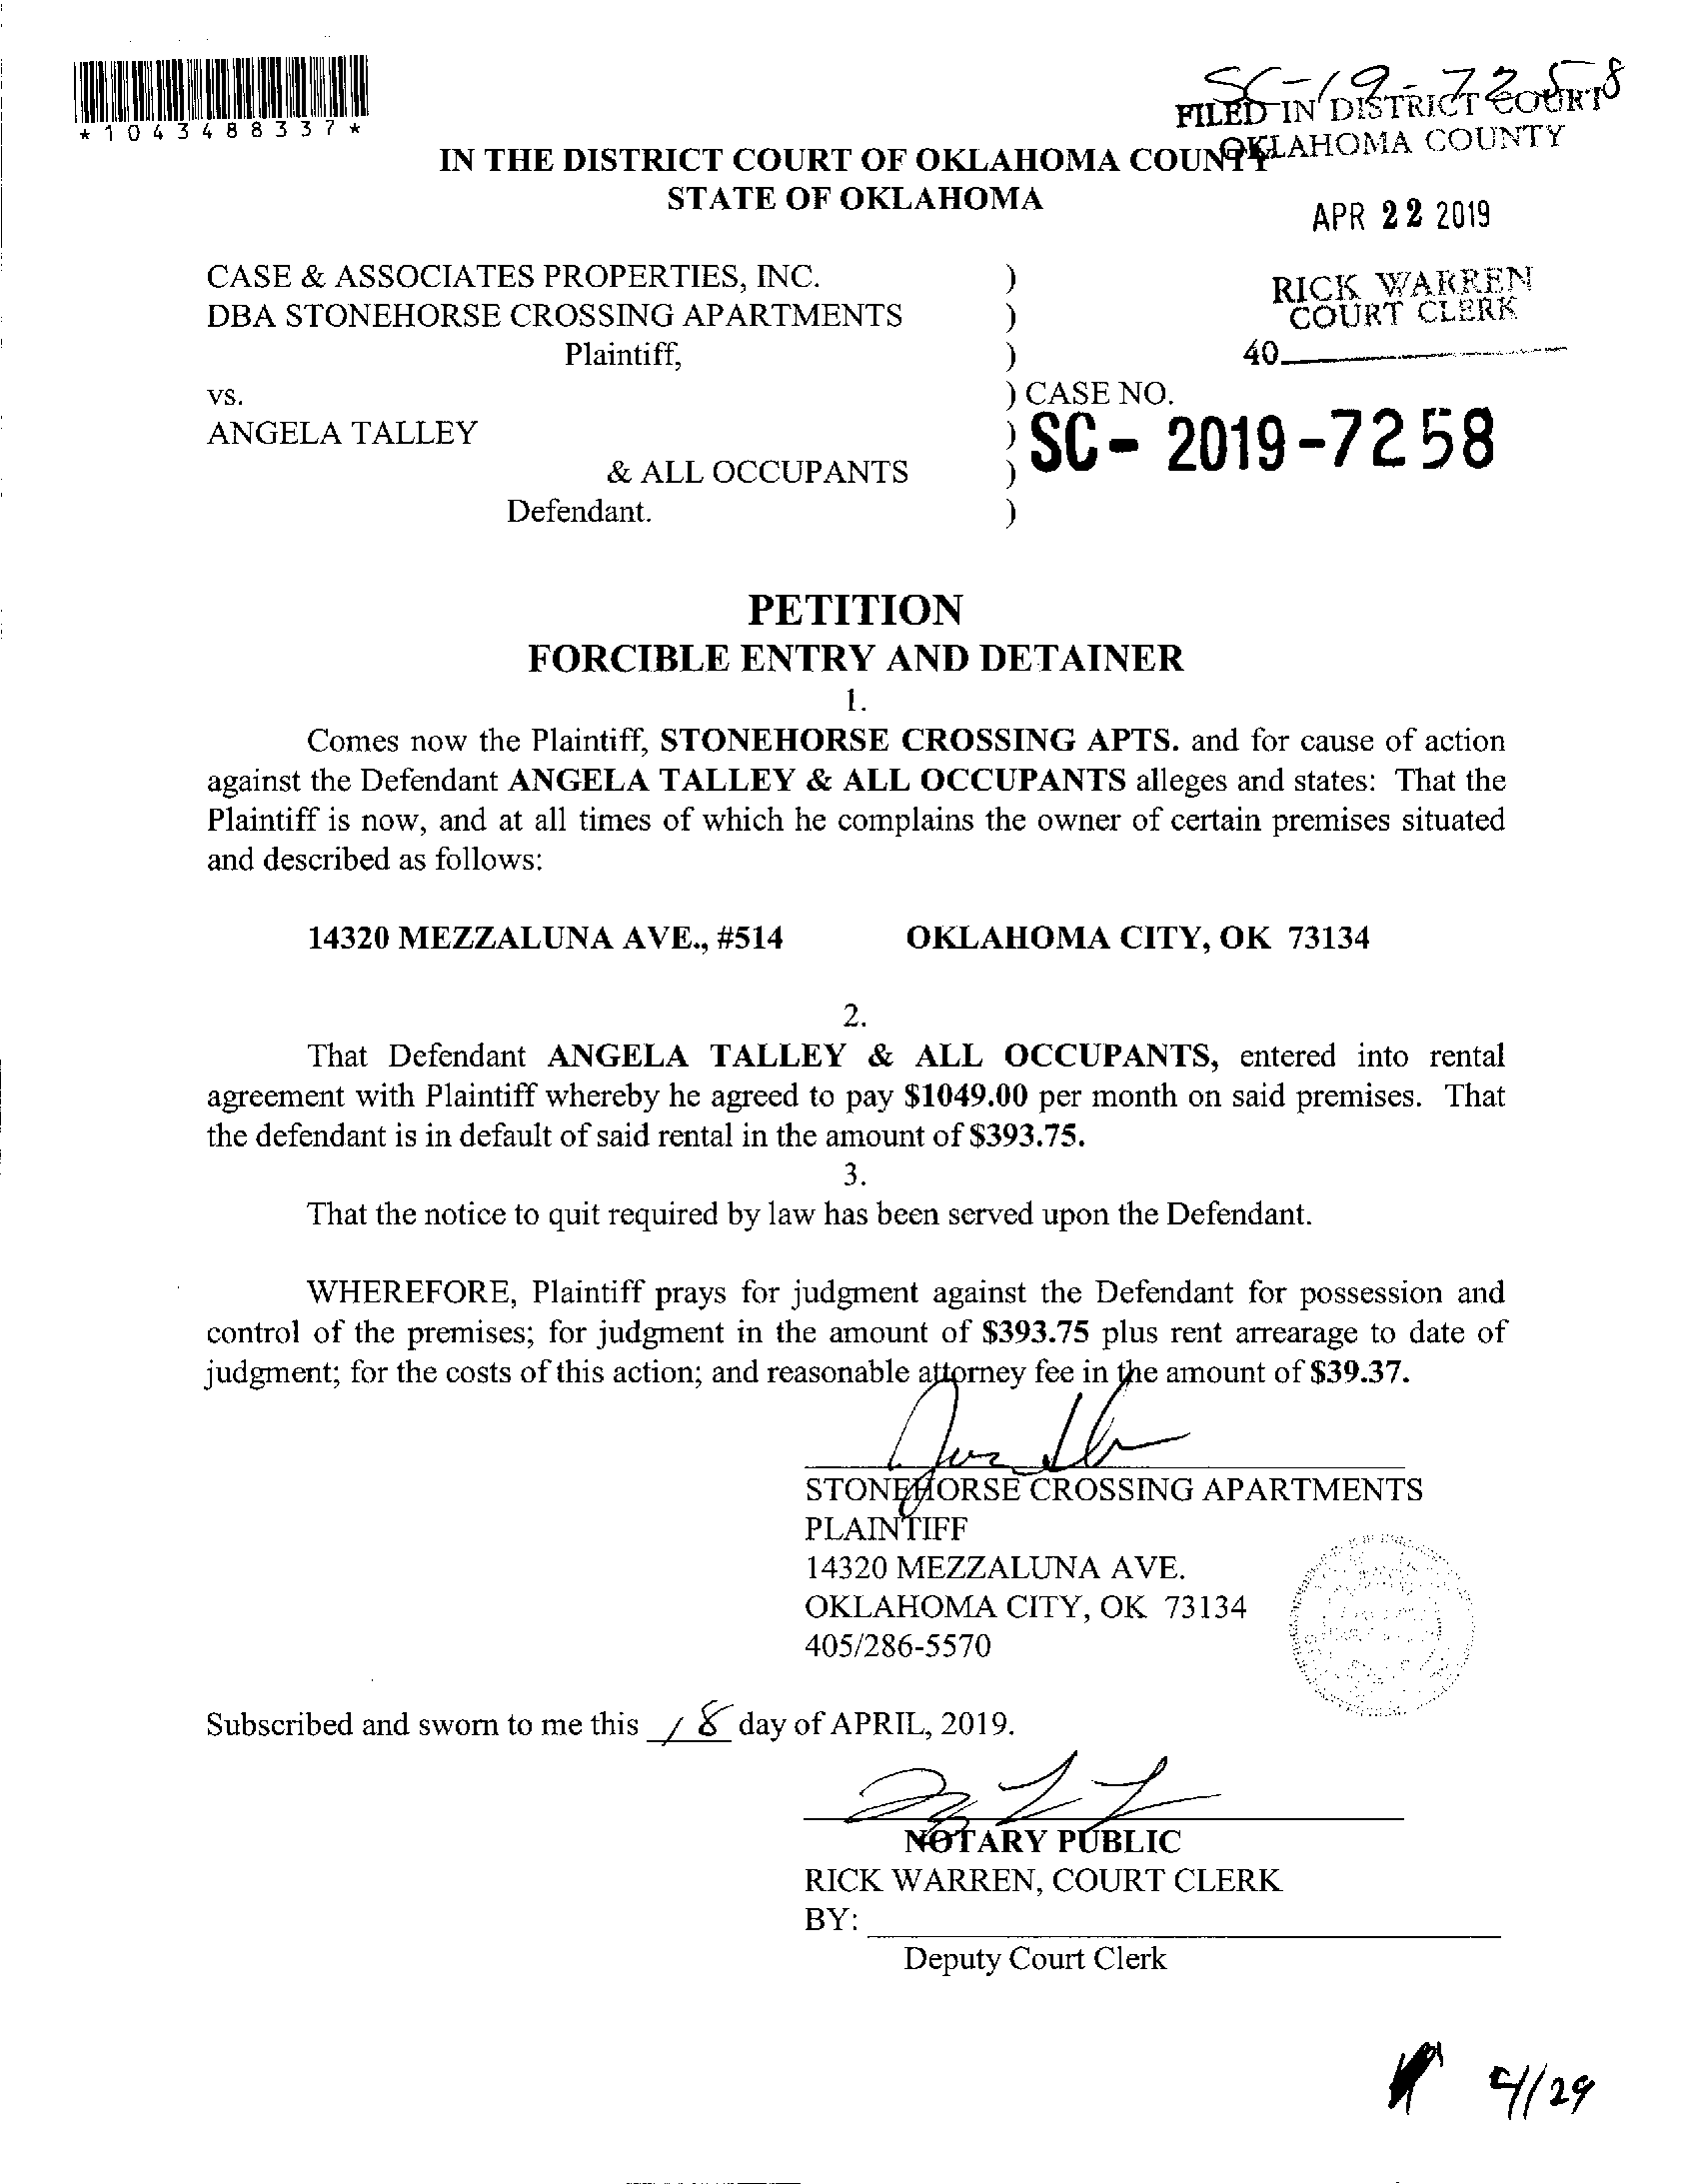 *1043488337*
SC-19-7258
FILED IN DISTRICT COURT
OKLAHOMA COUNTY
IN THE DISTRICT COURT OF OKLAHOMA COUNTY
STATE OF OKLAHOMA
APR 22 2019
CASE & ASSOCIATES PROPERTIES, INC. )
RICK WARREN
DBA STONEHORSE CROSSING APARTMENTS )
COURT CLERK
Plaintiff, )
40
vs. ) CASE NO.
ANGELA TALLEY ) SC- 2019-7258
& ALL OCCUPANTS )
Defendant. )
PETITION
FORCIBLE ENTRY AND DETAINER
1.
Comes now the Plaintiff, STONEHORSE CROSSING APTS. and for cause of action
against the Defendant ANGELA TALLEY & ALL OCCUPANTS alleges and states: That the
Plaintiff is now, and at all times of which he complains the owner of certain premises situated
and described as follows:
14320 MEZZALUNA AVE., #514 OKLAHOMA CITY, OK 73134
2.
That Defendant ANGELA TALLEY & ALL OCCUPANTS, entered into rental
agreement with Plaintiff whereby he agreed to pay $1049.00 per month on said premises. That
the defendant is in default of said rental in the amount of $393.75.
3.
That the notice to quit required by law has been served upon the Defendant.
WHEREFORE, Plaintiff prays for judgment against the Defendant for possession and
control of the premises; for judgment in the amount of $393.75 plus rent arrearage to date of
judgment; for the costs of this action; and reasonable attorney fee in the amount of $39.37.
STONEHORSE CROSSING APARTMENTS
PLAINTIFF
14320 MEZZALUNA AVE.
OKLAHOMA CITY, OK 73134
405/286-5570
Subscribed and sworn to me this 18 day of APRIL, 2019.
NOTARY PUBLIC
RICK WARREN, COURT CLERK
BY:
Deputy Court Clerk
4/29